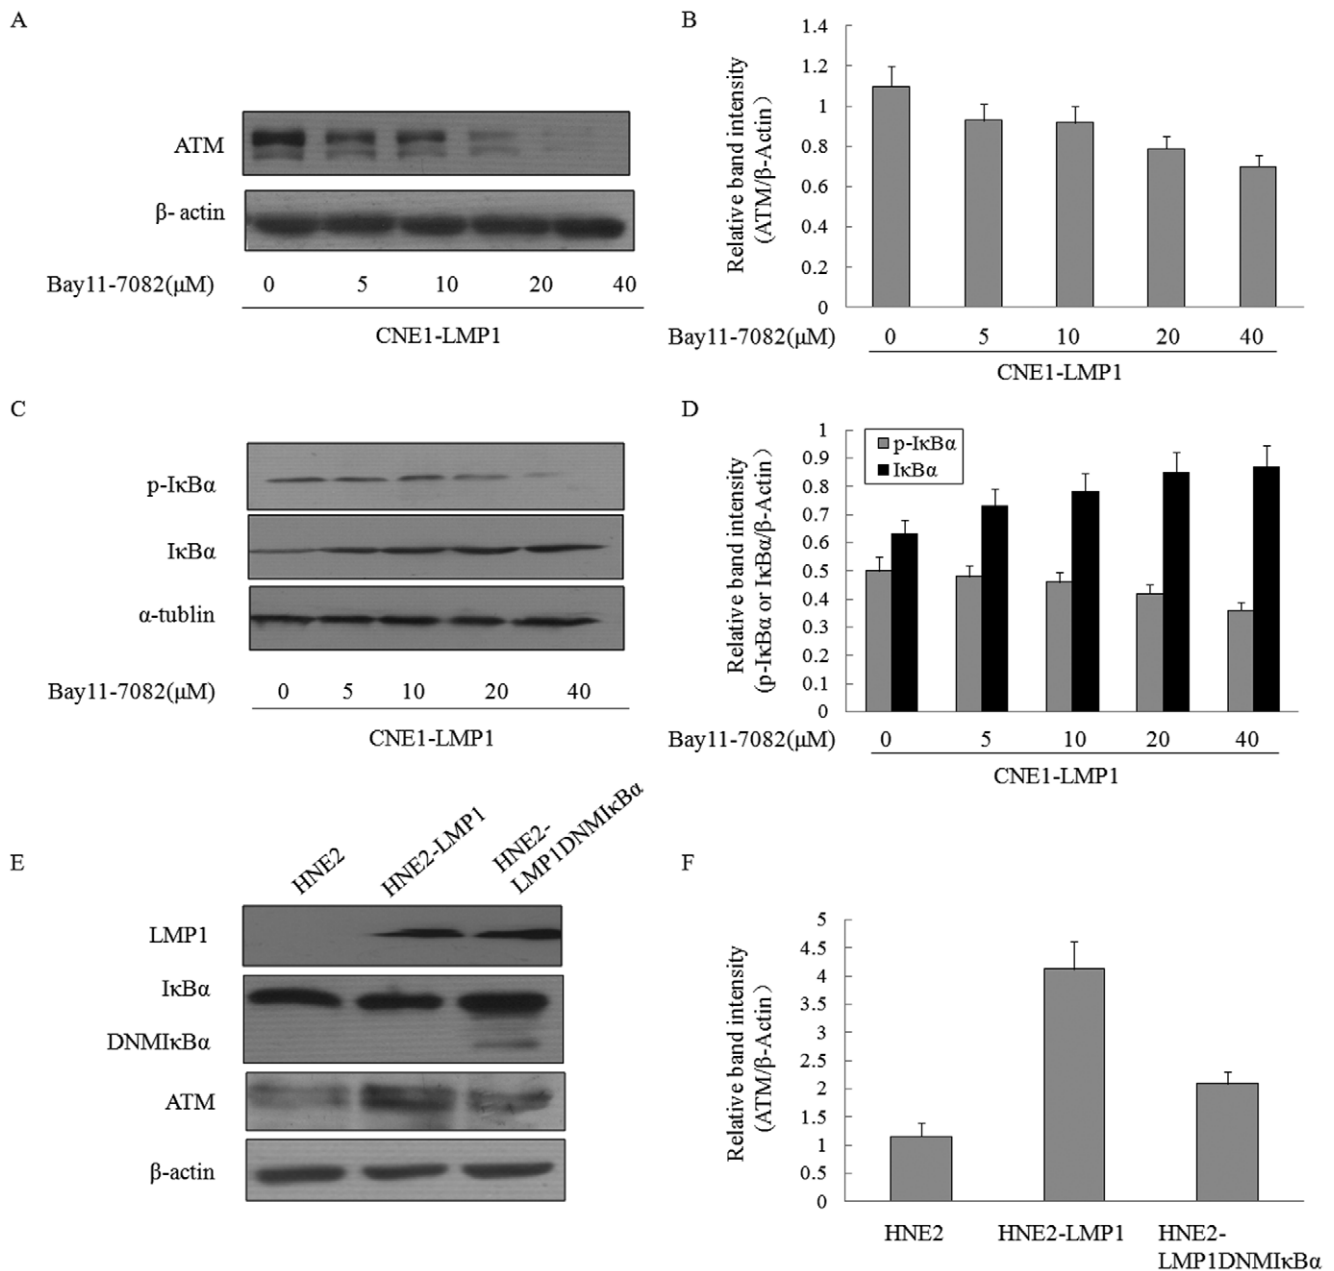 A
ATM
β- actin
Bay11-7082(μM) 0 5 10 20 40
CNE1-LMP1
B
Relative band intensity
(ATM/β-Actin)
1.4
1.2
1
0.8
0.6
0.4
0.2
0
Bay11-7082(μM) 0 5 10 20 40
CNE1-LMP1
C
p-IκBα
IκBα
α-tublin
Bay11-7082(μM) 0 5 10 20 40
CNE1-LMP1
D
Relative band intensity
(p-IκBα or IκBα/β-Actin)
1
0.9
0.8
0.7
0.6
0.5
0.4
0.3
0.2
0.1
0
p-IκBα
IκBα
Bay11-7082(μM) 0 5 10 20 40
CNE1-LMP1
E
HNE2
HNE2-LMP1
HNE2-
LMP1DNMIκBα
LMP1
IκBα
DNMIκBα
ATM
β-actin
F
Relative band intensity
(ATM/β-Actin)
5
4.5
4
3.5
3
2.5
2
1.5
1
0.5
0
HNE2
HNE2-LMP1
HNE2-
LMP1DNMIκBα